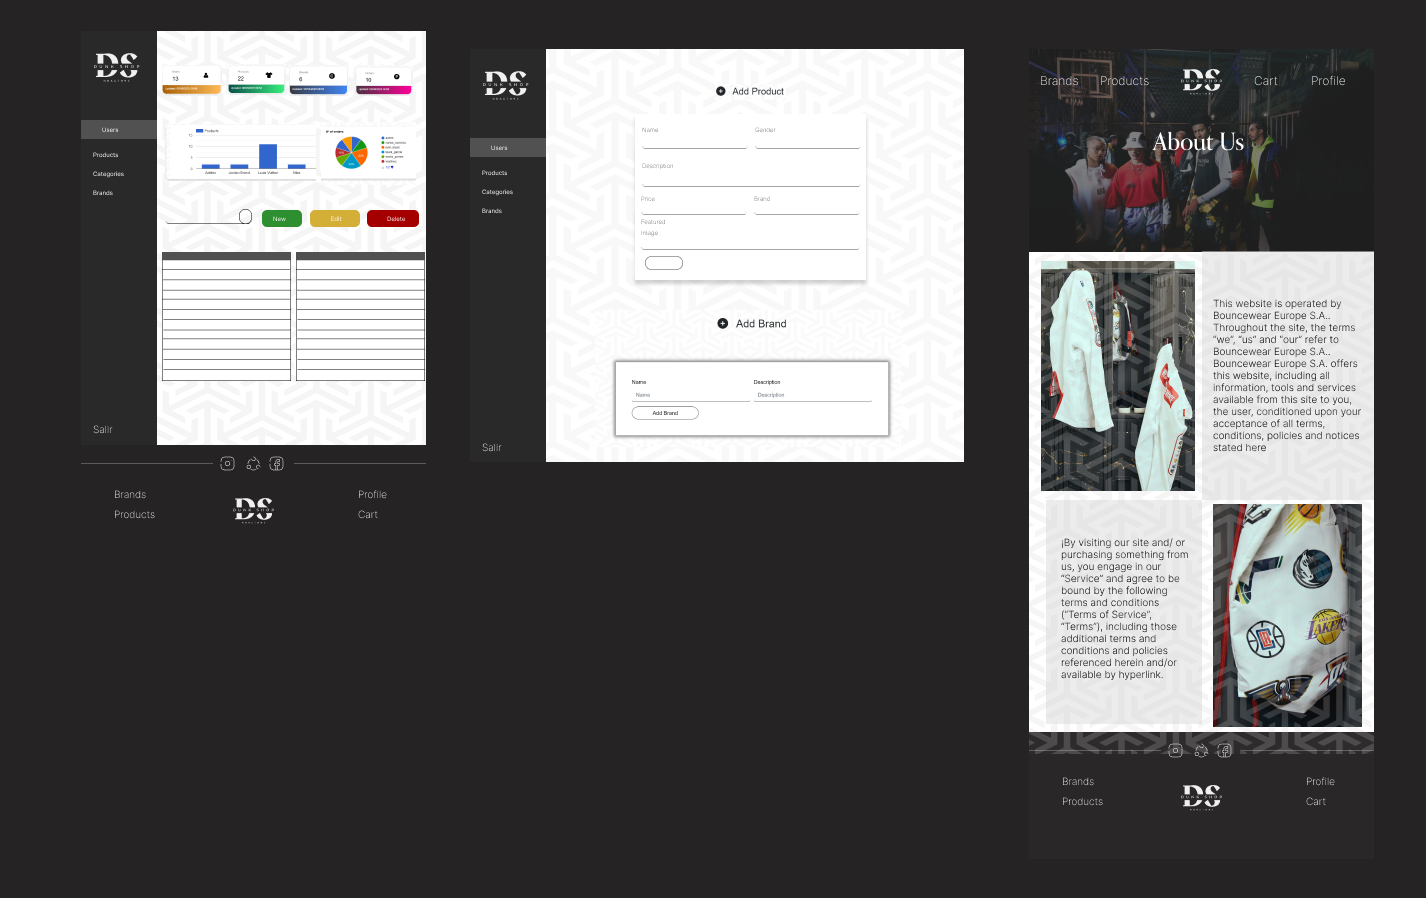 DS
DUNK SHOP
Users
Products
Categories
Brands
Salir
13
22
6
10
Products
Adidas
Jordan Brand
Louis Vuitton
Nike
New
Edit
Delete
Brands
Products
DS
DUNK SHOP
Profile
Cart
DS
DUNK SHOP
Users
Products
Categories
Brands
Salir
Add Product
Name
Gender
Description
Price
Brand
Featured
Image
Add Brand
Name
Description
Name
Description
Add Brand
Brands
Products
DS
DUNK SHOP
Cart
Profile
About Us
This website is operated by
Bouncewear Europe S.A..
Throughout the site, the terms
“we”, “us” and “our” refer to
Bouncewear Europe S.A..
Bouncewear Europe S.A. offers
this website, including all
information, tools and services
available from this site to you,
the user, conditioned upon your
acceptance of all terms,
conditions, policies and notices
stated here
¡By visiting our site and/ or
purchasing something from
us, you engage in our
“Service” and agree to be
bound by the following
terms and conditions
(“Terms of Service”,
“Terms”), including those
additional terms and
conditions and policies
referenced herein and/or
available by hyperlink.
LAKERS
Brands
Products
DS
DUNK SHOP
Profile
Cart